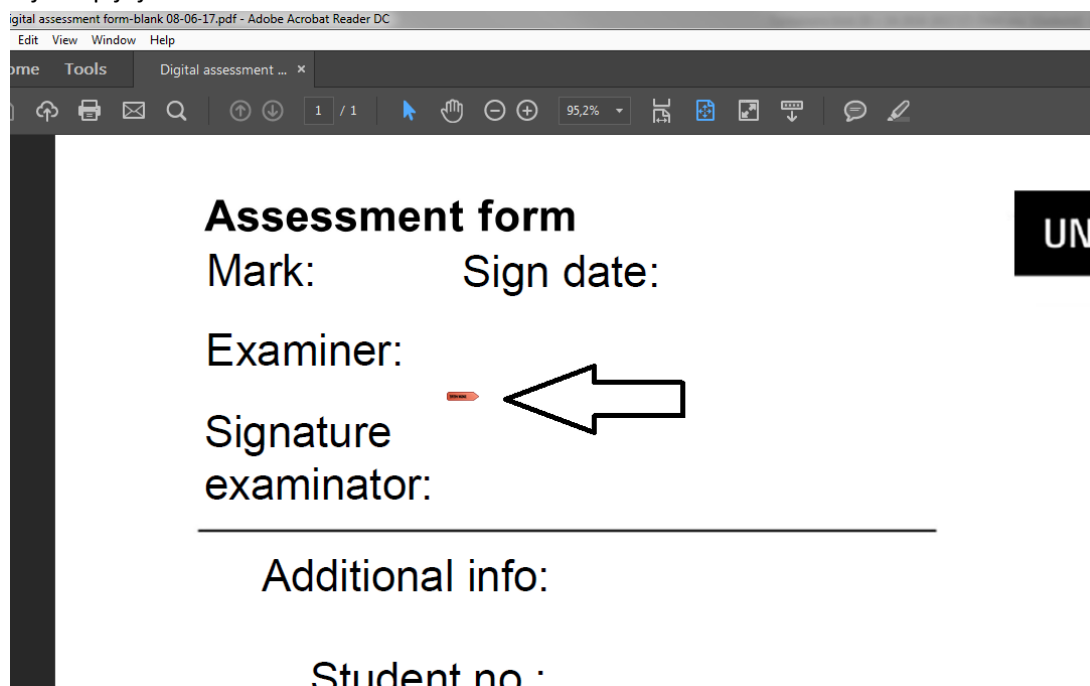 igital assessment form-blank 08-06-17.pdf - Adobe Acrobat Reader DC
Edit View Window Help
ome Tools Digital assessment ... ×
1 / 1 95,2%
Assessment form
UN
Mark: Sign date:
Examiner:
Signature
examinator:
Additional info:
Student no.: